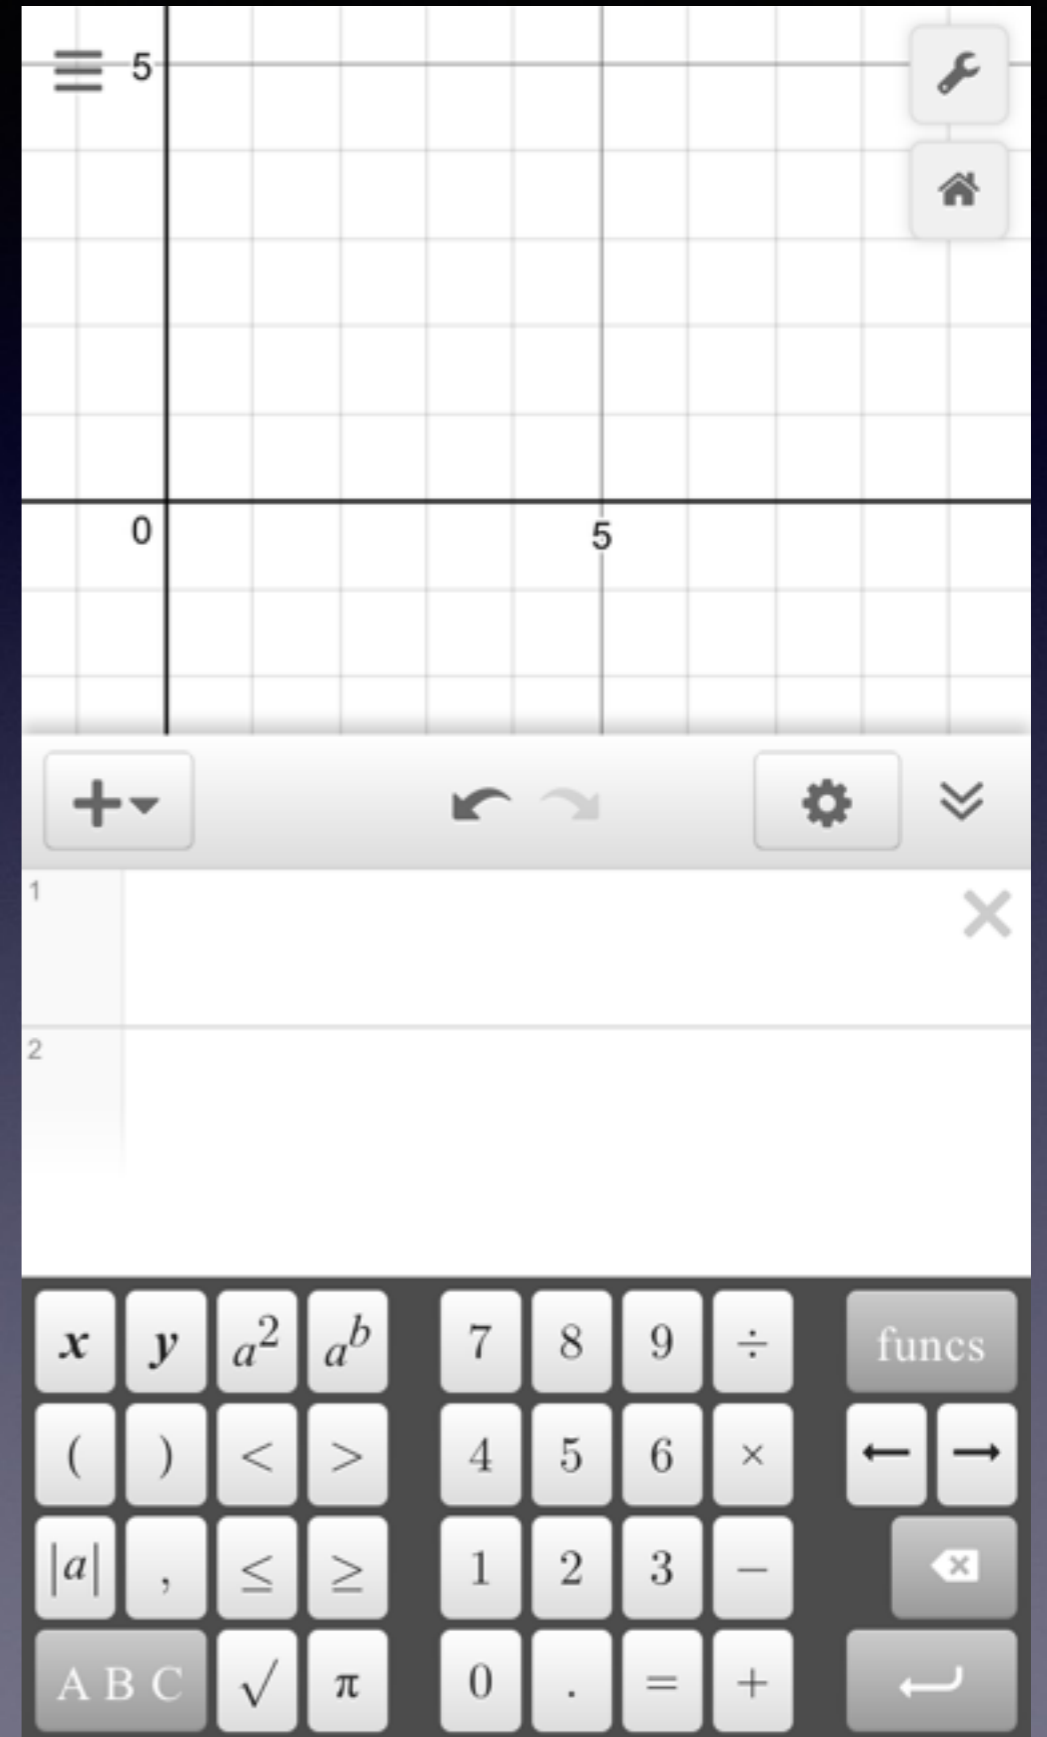 5
0
5
1
2
x y a² aᵇ 7 8 9 ÷ funcs
( ) < > 4 5 6 × ← →
|a| , ≤ ≥ 1 2 3 −
A B C √ π 0 . = +